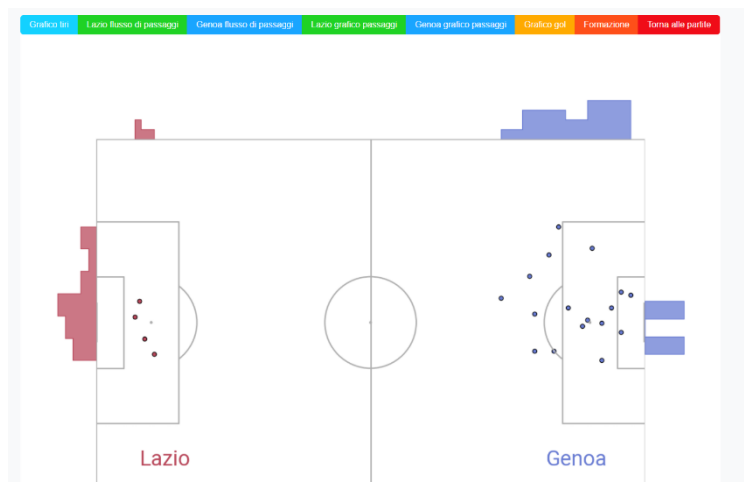 Grafico tiri Lazio flusso di passaggi Genoa flusso di passaggi Lazio grafico passaggi Genoa grafico passaggi Grafico gol Formazione Torna alle partite
Lazio Genoa